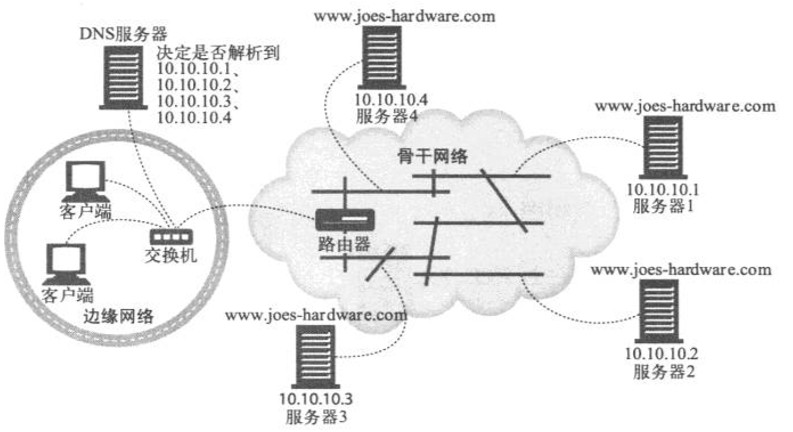 DNS服务器
决定是否解析到
10.10.10.1、
10.10.10.2、
10.10.10.3、
10.10.10.4
www.joes-hardware.com
10.10.10.4
服务器4
www.joes-hardware.com
10.10.10.1
服务器1
骨干网络
客户端
交换机
客户端
边缘网络
路由器
www.joes-hardware.com
10.10.10.2
服务器2
www.joes-hardware.com
10.10.10.3
服务器3